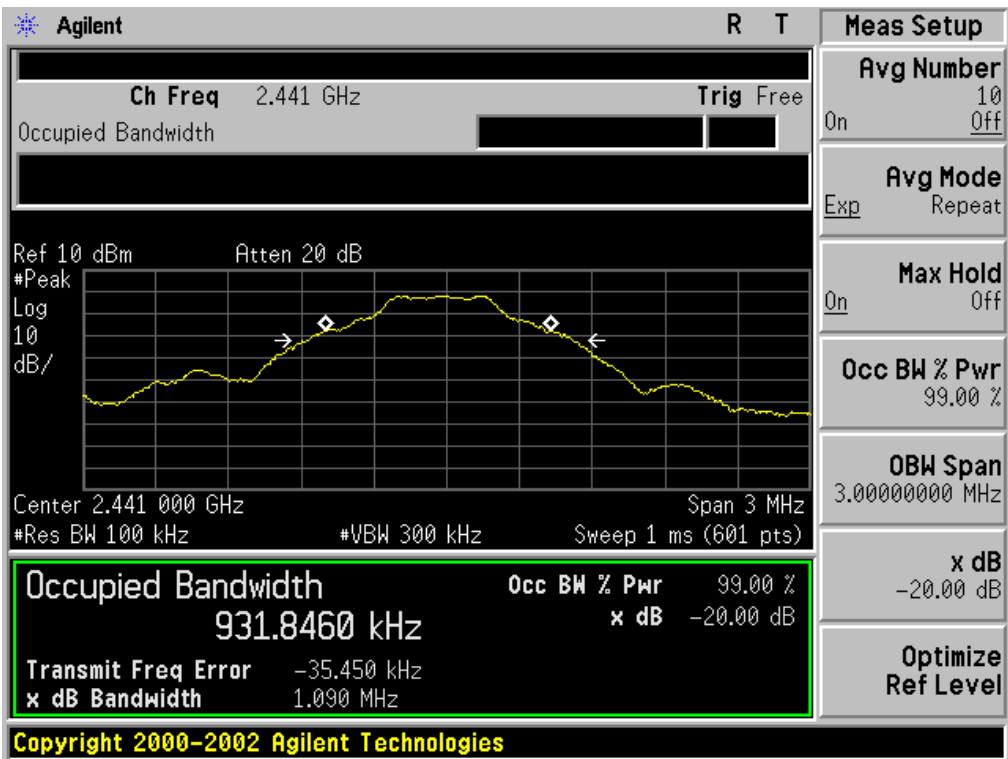 Agilent R T
Ch Freq 2.441 GHz Trig Free
Occupied Bandwidth
Ref 10 dBm Atten 20 dB
#Peak
Log
10
dB/
Center 2.441 000 GHz Span 3 MHz
#Res BW 100 kHz #VBW 300 kHz Sweep 1 ms (601 pts)
Occupied Bandwidth Occ BW % Pwr 99.00 %
931.8460 kHz x dB -20.00 dB
Transmit Freq Error -35.450 kHz
x dB Bandwidth 1.090 MHz
Copyright 2000-2002 Agilent Technologies
Meas Setup
Avg Number
10
On Off
Avg Mode
Exp Repeat
Max Hold
On Off
Occ BW % Pwr
99.00 %
OBW Span
3.00000000 MHz
x dB
-20.00 dB
Optimize
Ref Level